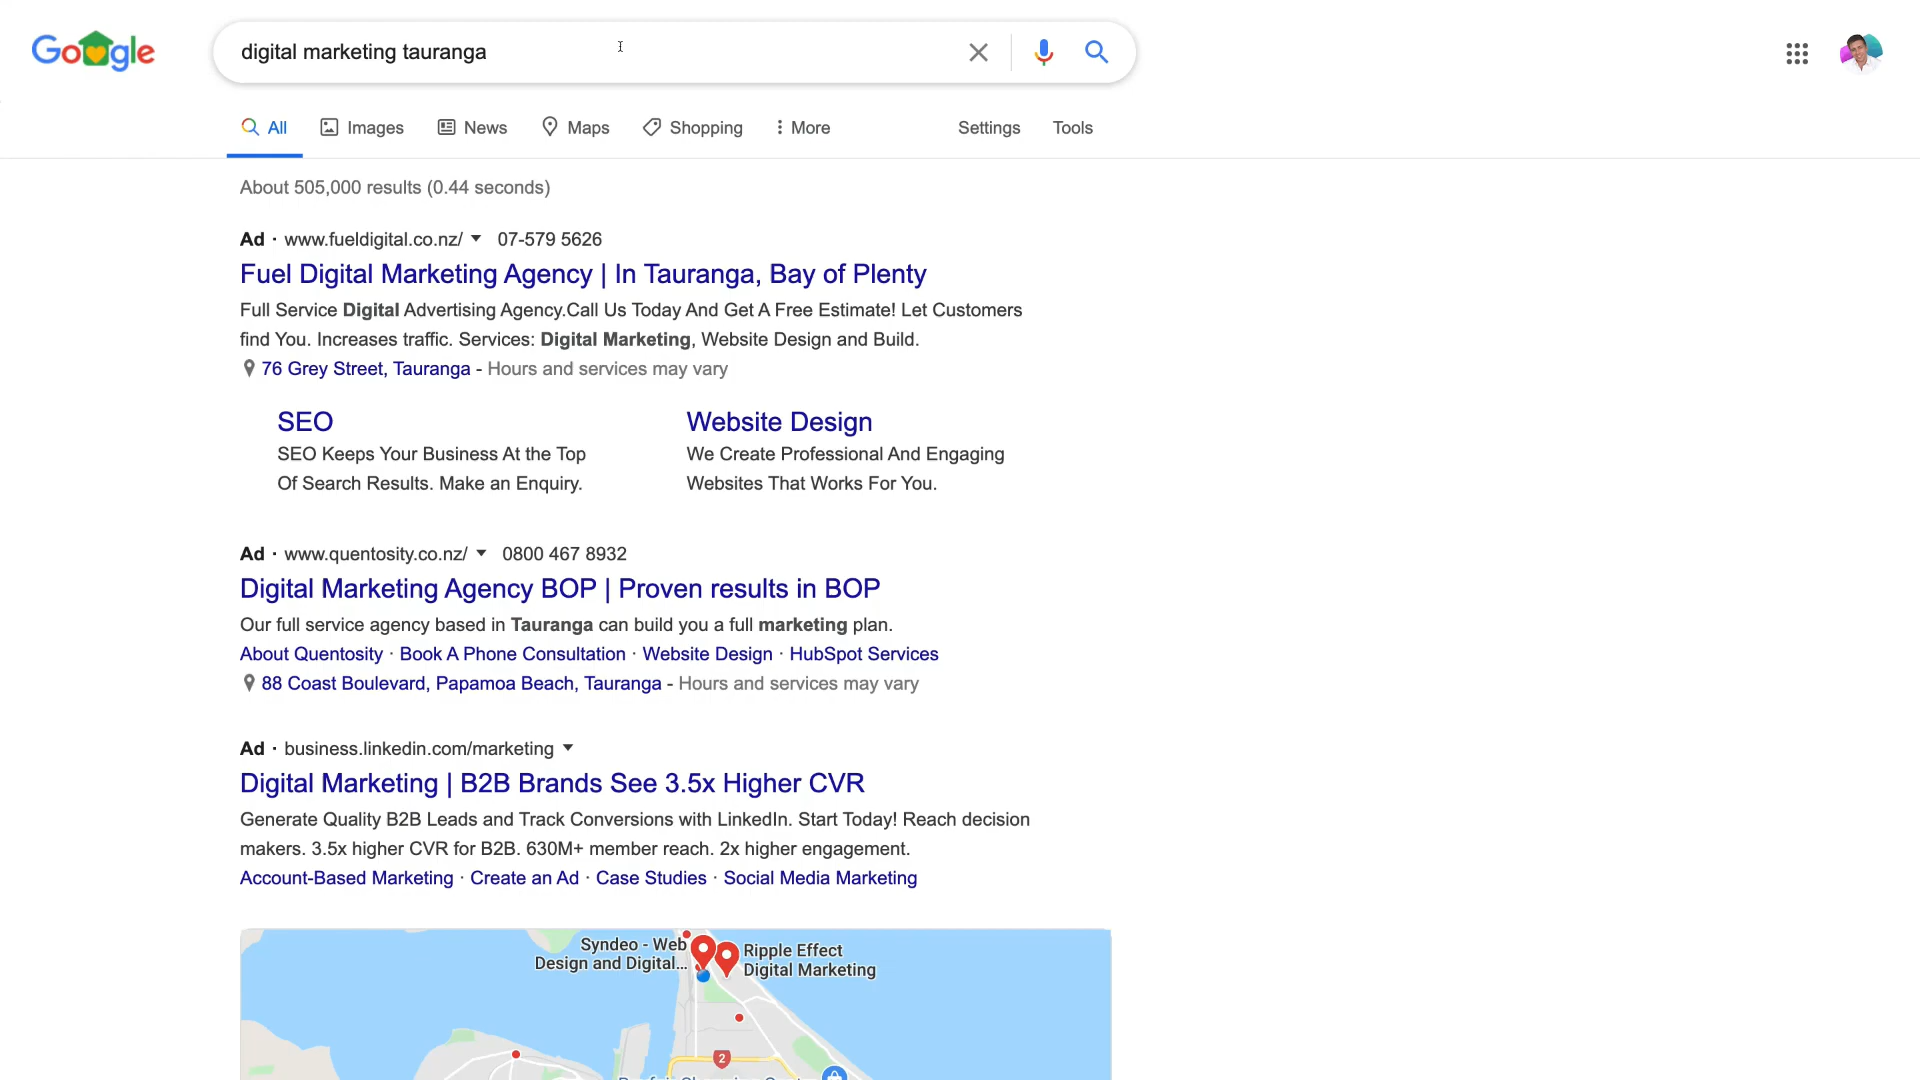 Google
digital marketing tauranga
All Images News Maps Shopping More Settings Tools
About 505,000 results (0.44 seconds)
Ad · www.fueldigital.co.nz/ 07-579 5626
Fuel Digital Marketing Agency | In Tauranga, Bay of Plenty
Full Service Digital Advertising Agency.Call Us Today And Get A Free Estimate! Let Customers
find You. Increases traffic. Services: Digital Marketing, Website Design and Build.
76 Grey Street, Tauranga - Hours and services may vary
SEO
SEO Keeps Your Business At the Top
Of Search Results. Make an Enquiry.
Website Design
We Create Professional And Engaging
Websites That Works For You.
Ad · www.quentosity.co.nz/ 0800 467 8932
Digital Marketing Agency BOP | Proven results in BOP
Our full service agency based in Tauranga can build you a full marketing plan.
About Quentosity · Book A Phone Consultation · Website Design · HubSpot Services
88 Coast Boulevard, Papamoa Beach, Tauranga - Hours and services may vary
Ad · business.linkedin.com/marketing
Digital Marketing | B2B Brands See 3.5x Higher CVR
Generate Quality B2B Leads and Track Conversions with LinkedIn. Start Today! Reach decision
makers. 3.5x higher CVR for B2B. 630M+ member reach. 2x higher engagement.
Account-Based Marketing · Create an Ad · Case Studies · Social Media Marketing
Syndeo - Web
Design and Digital...
Ripple Effect
Digital Marketing
2